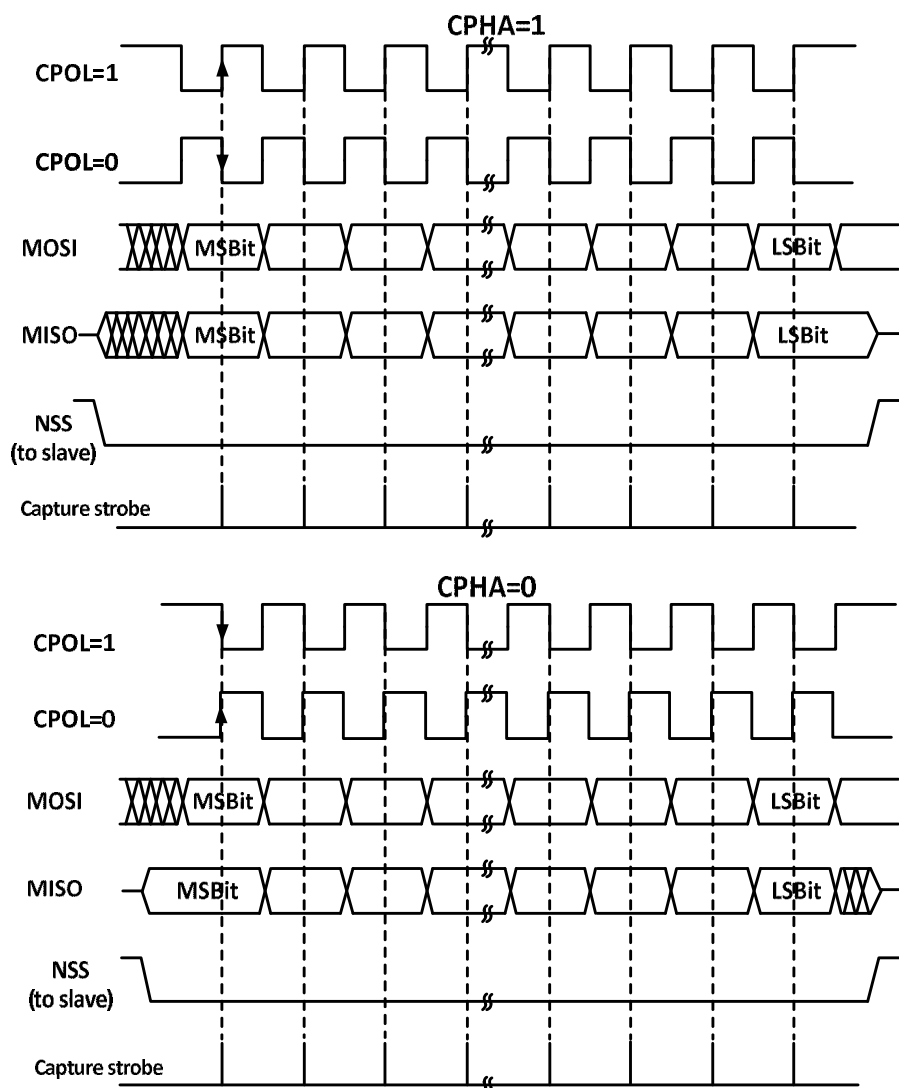 CPHA=1
CPOL=1
CPOL=0
MOSI
MSBit
LSBit
MISO
MSBit
LSBit
NSS
(to slave)
Capture strobe
CPHA=0
CPOL=1
CPOL=0
MOSI
MSBit
LSBit
MISO
MSBit
LSBit
NSS
(to slave)
Capture strobe